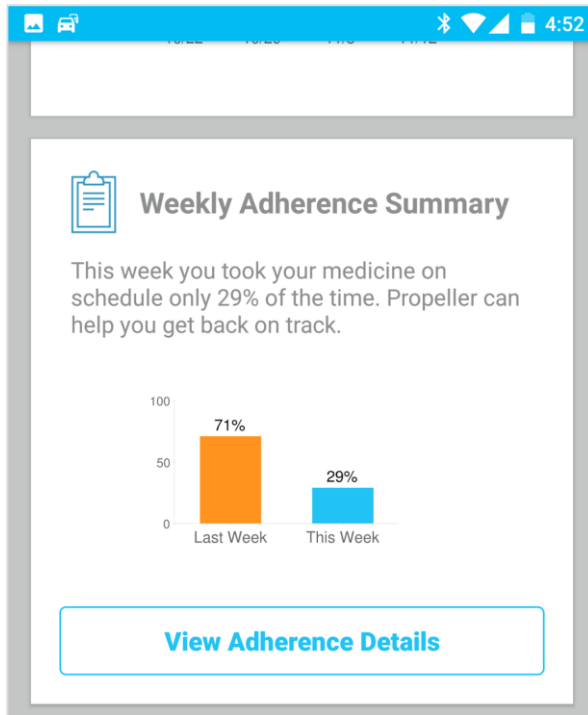 4:52
Weekly Adherence Summary
This week you took your medicine on
schedule only 29% of the time. Propeller can
help you get back on track.
100
71%
50
29%
0
Last Week This Week
View Adherence Details